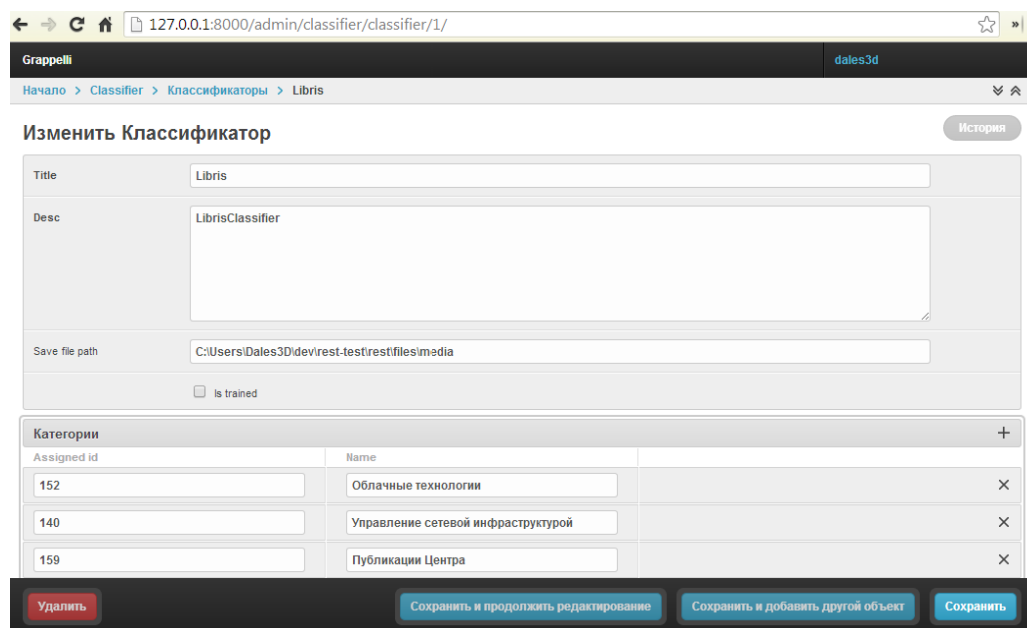 127.0.0.1:8000/admin/classifier/classifier/1/
Grappelli
dales3d
Начало > Classifier > Классификаторы > Libris
Изменить Классификатор
История
Title
Libris
Desc
LibrisClassifier
Save file path
C:\Users\Dales3D\dev\rest-test\rest\files\media
Is trained
Категории
Assigned id Name
152 Облачные технологии
140 Управление сетевой инфраструктурой
159 Публикации Центра
Удалить Сохранить и продолжить редактирование Сохранить и добавить другой объект Сохранить